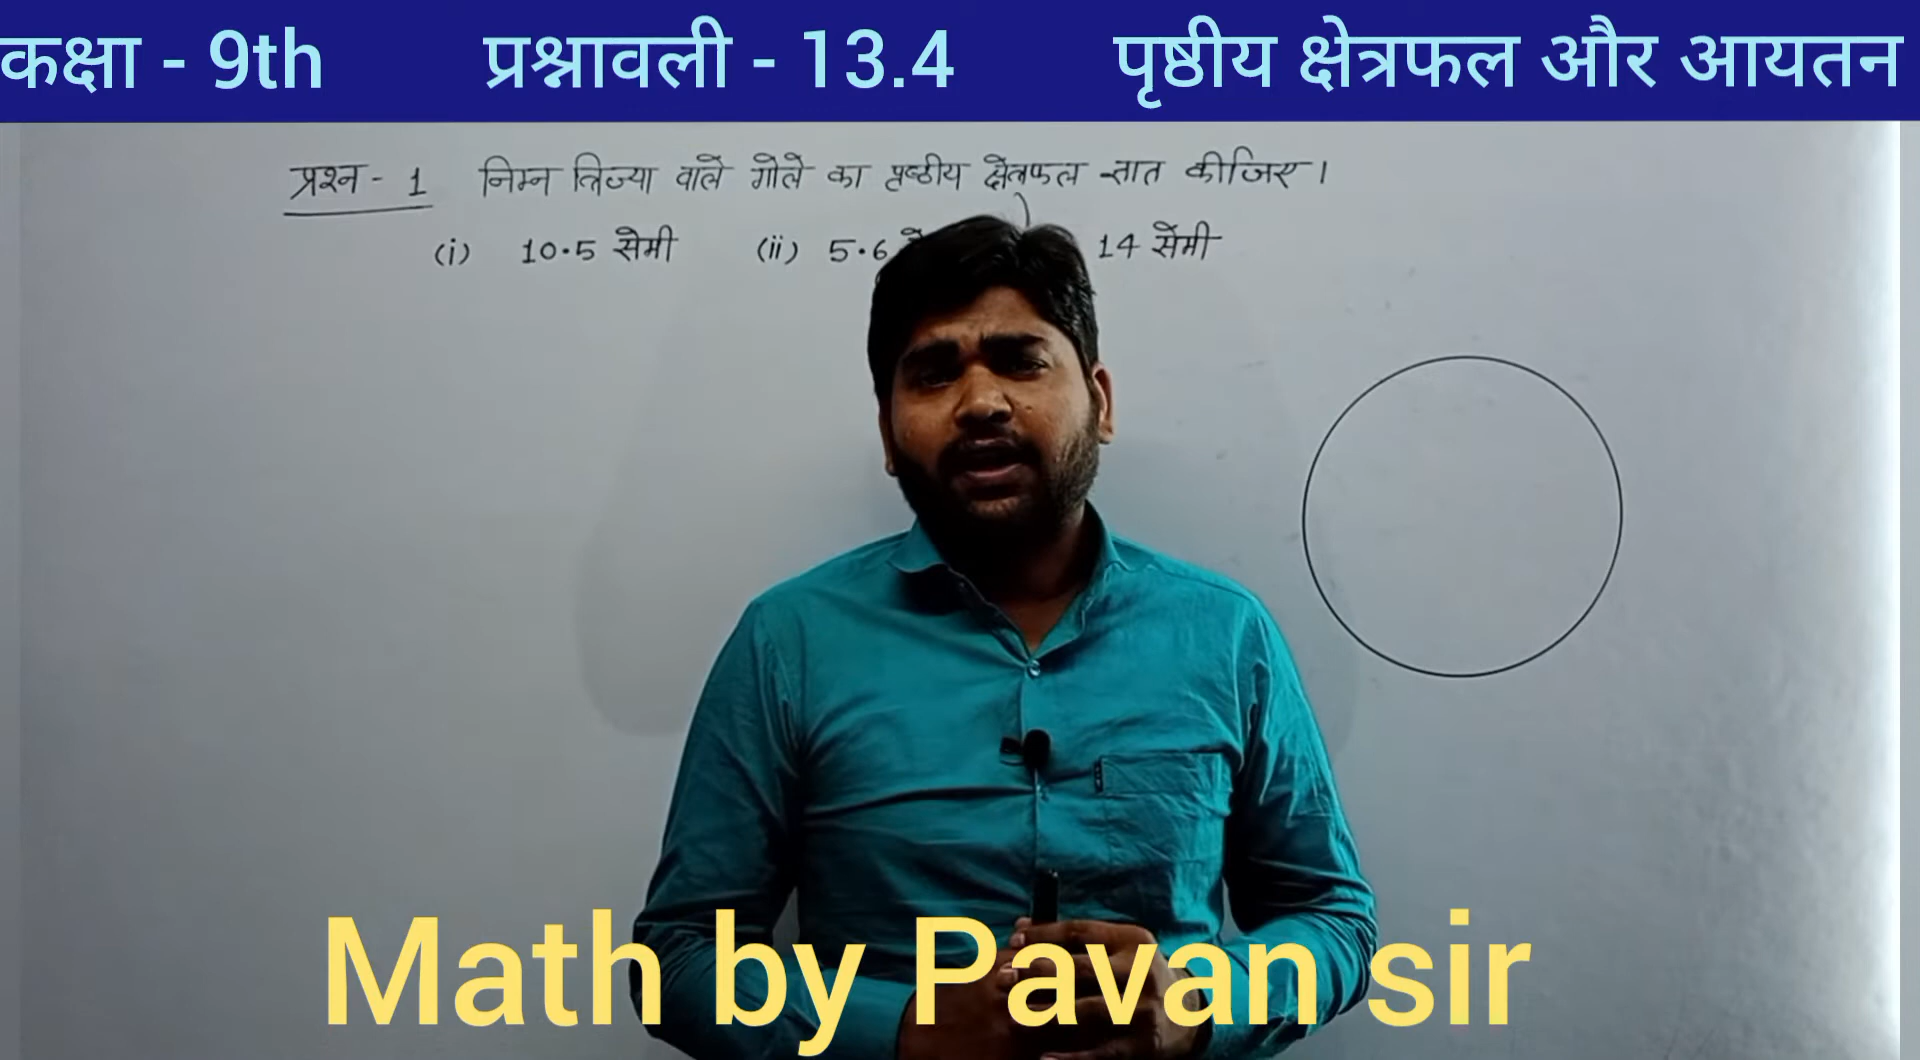 कक्षा - 9th प्रश्नावली - 13.4 पृष्ठीय क्षेत्रफल और आयतन
प्रश्न - 1 निम्न त्रिज्या वाले गोले का पृष्ठीय क्षेत्रफल ज्ञात कीजिए।
(i) 10.5 सेमी (ii) 5.6 14 सेमी
Math by Pavan sir